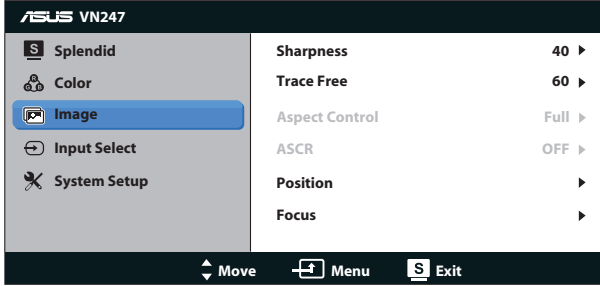 ASUS VN247
S Splendid
Color
Image
Input Select
System Setup
Sharpness 40
Trace Free 60
Aspect Control Full
ASCR OFF
Position
Focus
Move Menu S Exit